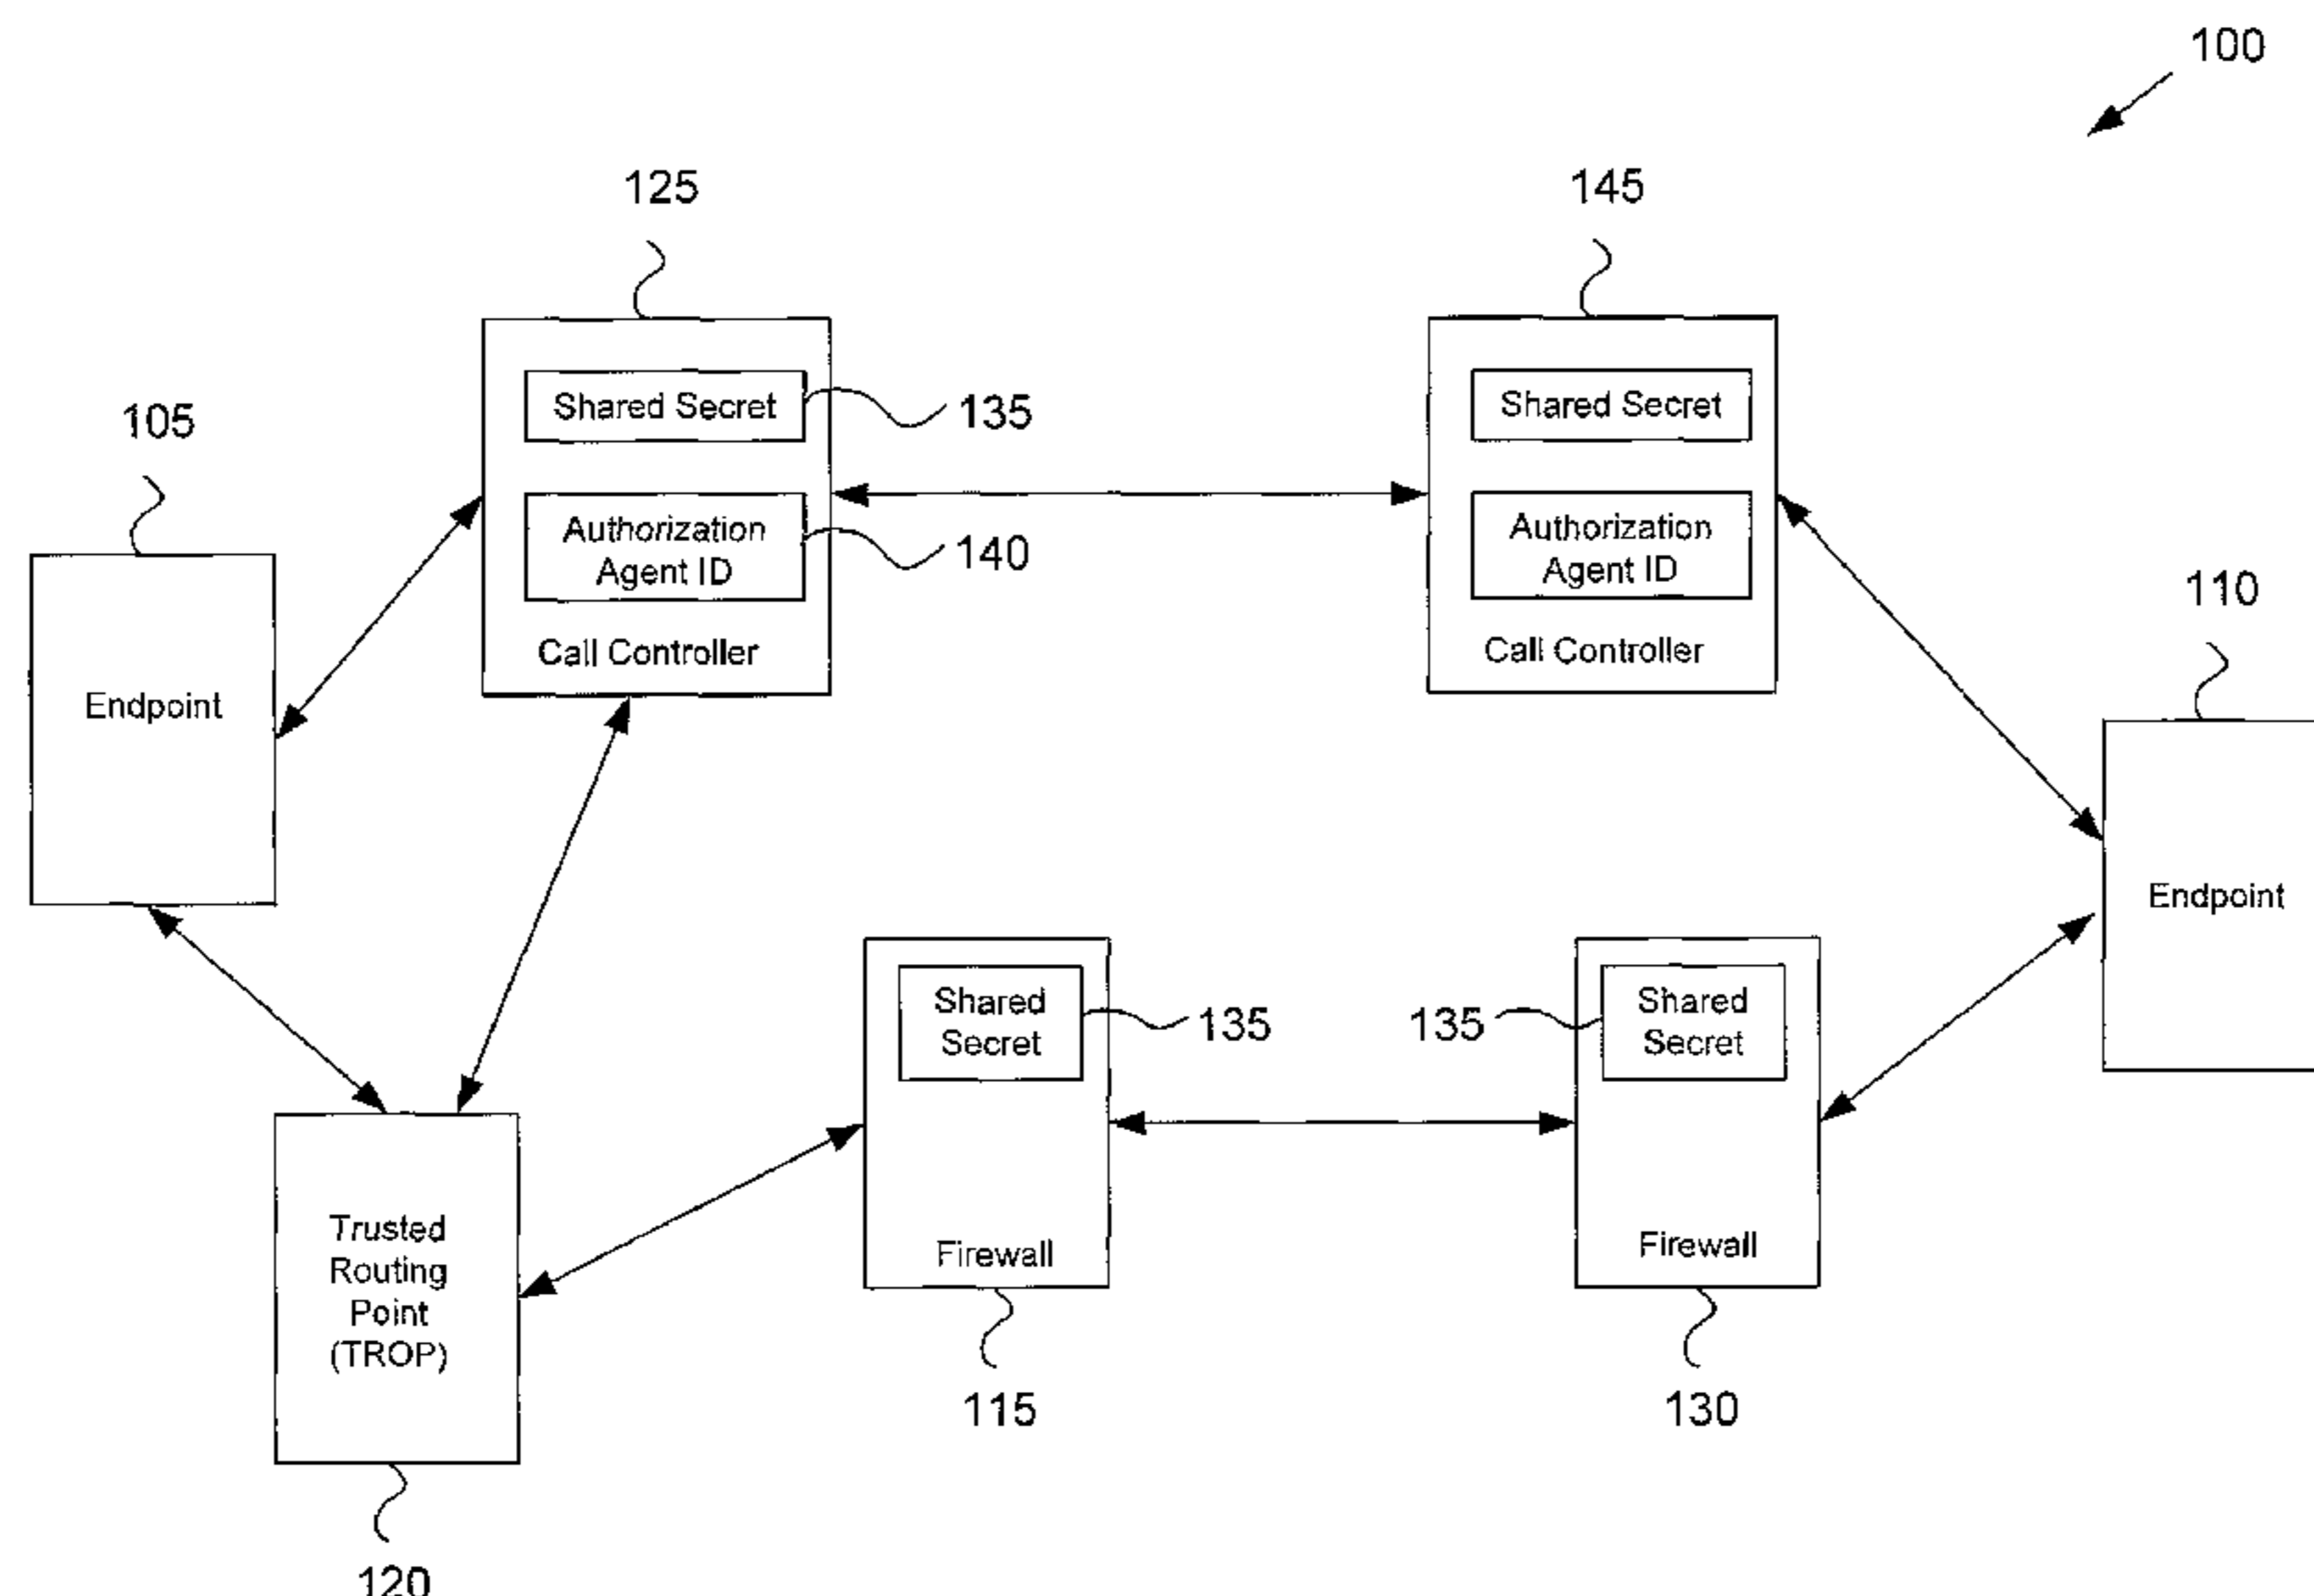 100
125
145
Shared Secret
135
Shared Secret
105
Authorization
Agent ID
140
Authorization
Agent ID
110
Call Controller
Call Controller
Endpoint
Endpoint
Shared
Secret
135
135
Shared
Secret
Trusted
Routing
Point
(TROP)
Firewall
Firewall
115
130
120